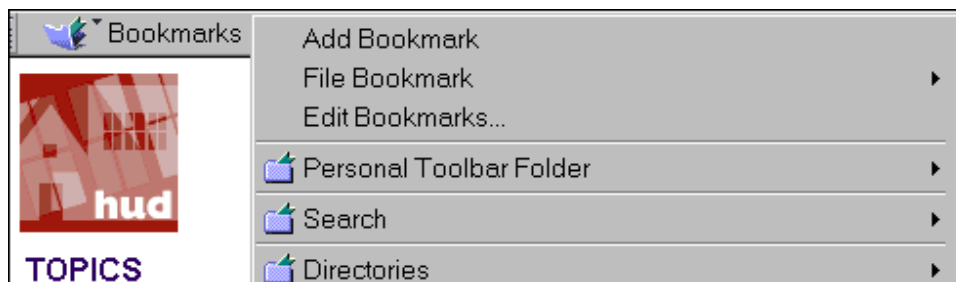 Bookmarks
Add Bookmark
File Bookmark
Edit Bookmarks...
Personal Toolbar Folder
Search
Directories
hud
TOPICS